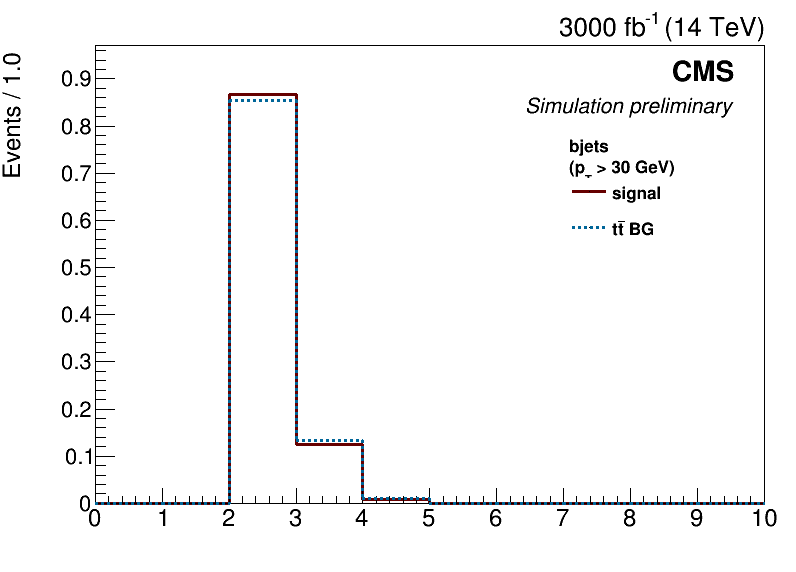 3000 fb⁻¹ (14 TeV)
CMS
Simulation preliminary
bjets
(p_T > 30 GeV)
signal
tt̄ BG
Events / 1.0
0.9
0.8
0.7
0.6
0.5
0.4
0.3
0.2
0.1
0
0 1 2 3 4 5 6 7 8 9 10